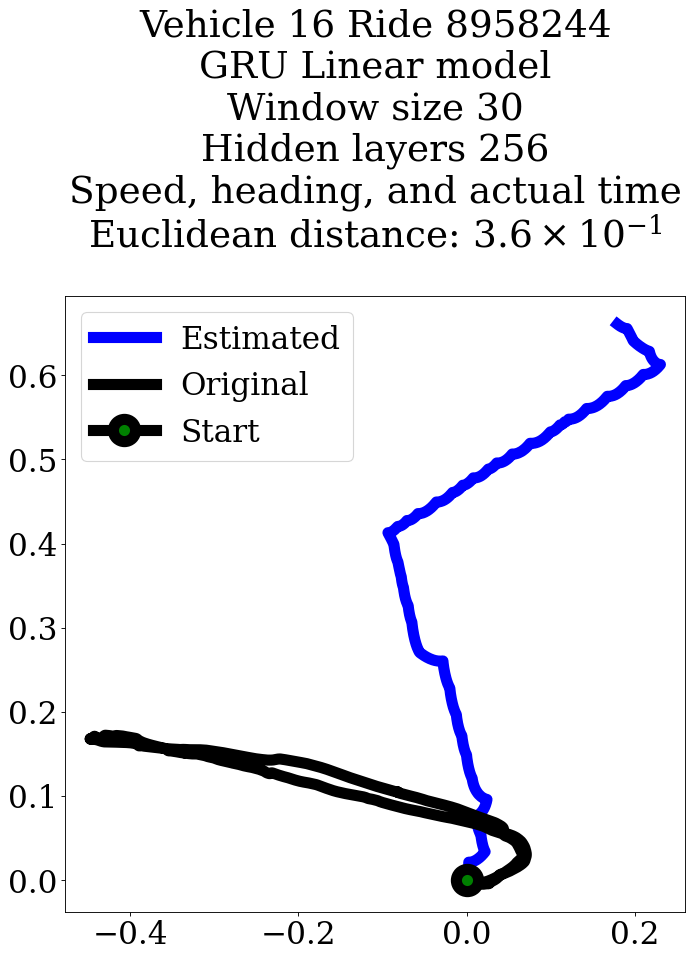 Vehicle 16 Ride 8958244
GRU Linear model
Window size 30
Hidden layers 256
Speed, heading, and actual time
Euclidean distance: 3.6 × 10⁻¹
Estimated
Original
Start
0.6
0.5
0.4
0.3
0.2
0.1
0.0
−0.4
−0.2
0.0
0.2